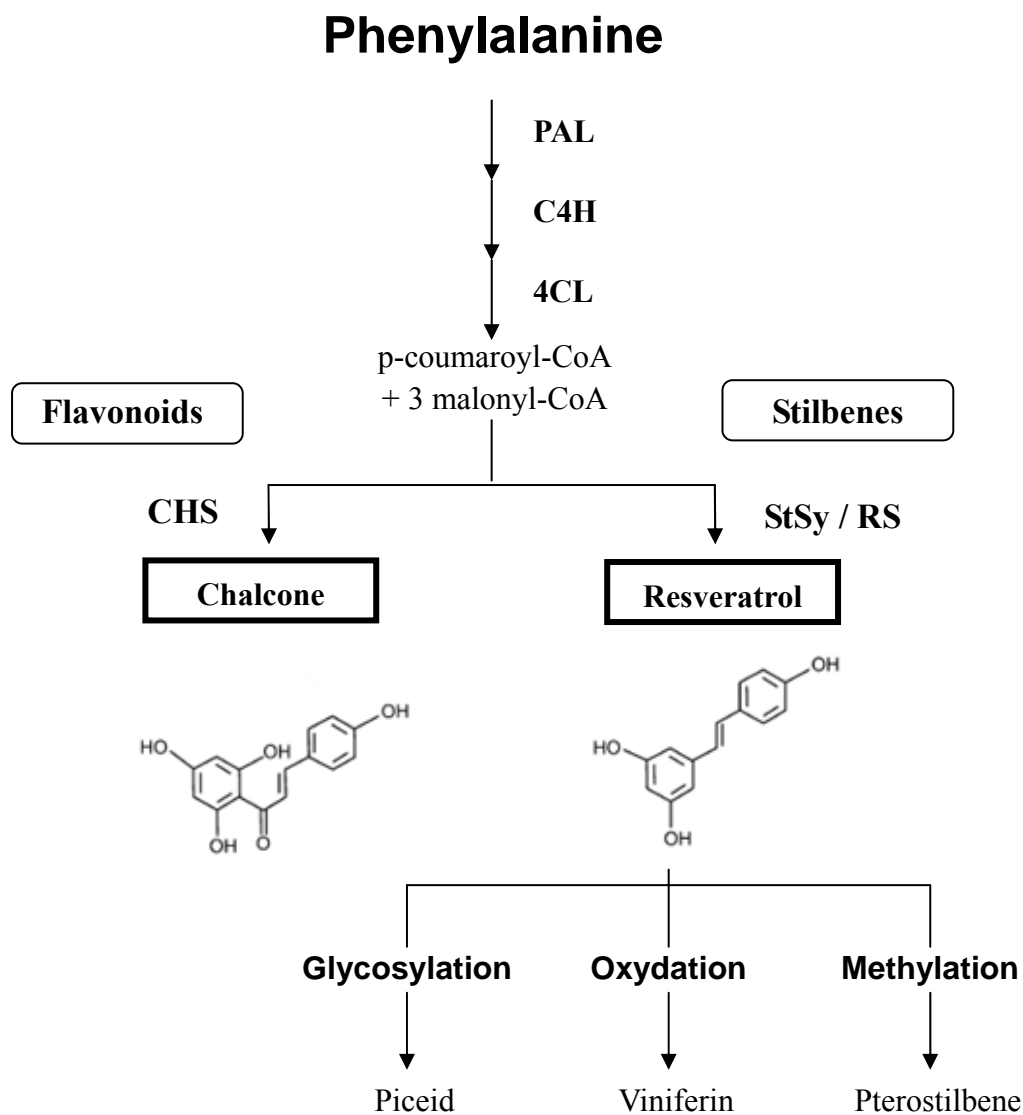 Phenylalanine
PAL
C4H
4CL
p-coumaroyl-CoA
+ 3 malonyl-CoA
Flavonoids
Stilbenes
CHS
StSy / RS
Chalcone
Resveratrol
OH
HO
OH
OH
O
OH
HO
OH
Glycosylation
Oxydation
Methylation
Piceid
Viniferin
Pterostilbene